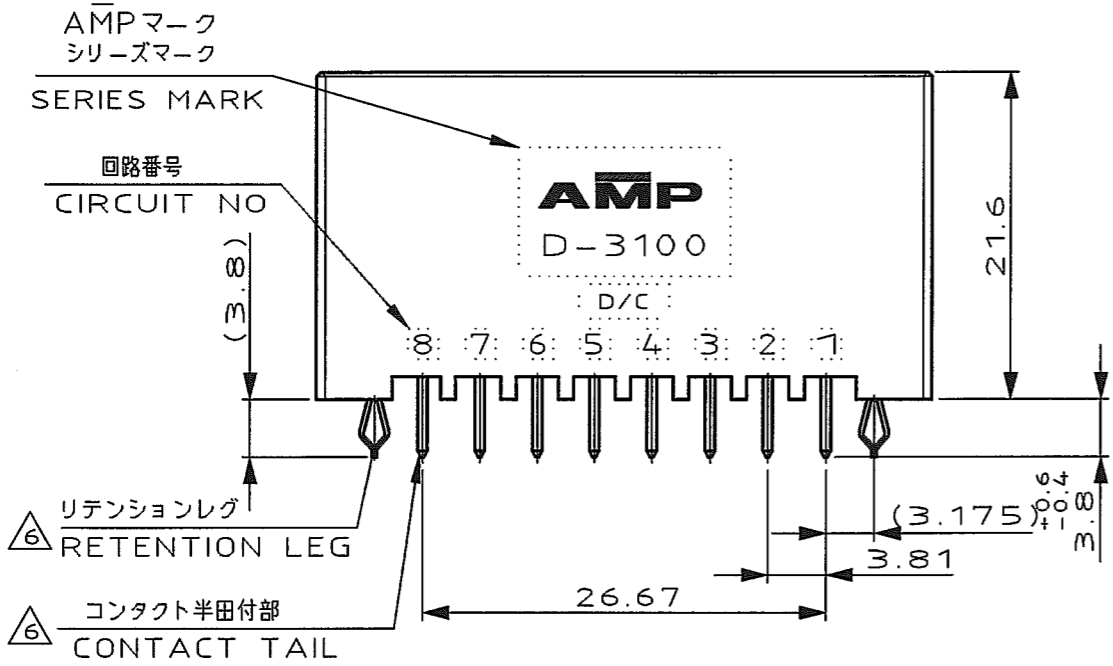 AMPマーク
シリーズマーク
SERIES MARK
回路番号
CIRCUIT NO
AMP
D-3100
D/C
8 7 6 5 4 3 2 1
(3.8)
21.6
リテンションレグ
6 RETENTION LEG
(3.175)
3.8 +0.6 -0.4
3.81
26.67
コンタクト半田付部
6 CONTACT TAIL